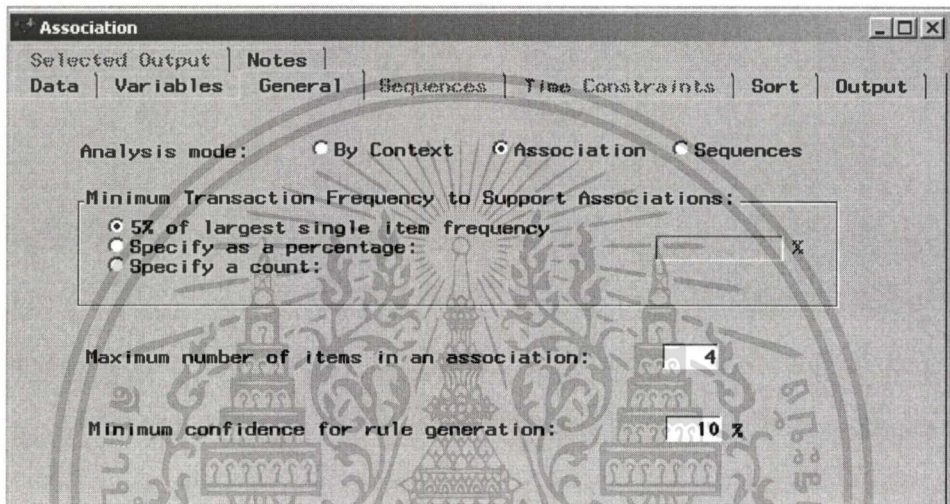 Association
Selected Output Notes
Data Variables General Sequences Time Constraints Sort Output
Analysis mode: By Context Association Sequences
Minimum Transaction Frequency to Support Associations:
5% of largest single item frequency
Specify as a percentage: %
Specify a count:
Maximum number of items in an association: 4
Minimum confidence for rule generation: 10 %